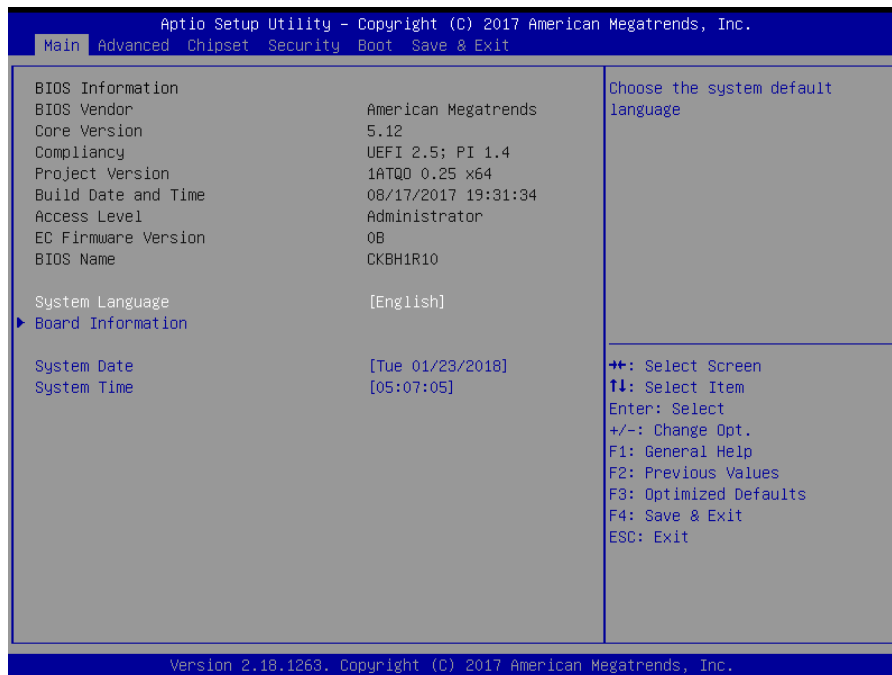 Aptio Setup Utility – Copyright (C) 2017 American Megatrends, Inc.
Main Advanced Chipset Security Boot Save & Exit
BIOS Information
BIOS Vendor American Megatrends
Core Version 5.12
Compliancy UEFI 2.5; PI 1.4
Project Version 1ATQO 0.25 x64
Build Date and Time 08/17/2017 19:31:34
Access Level Administrator
EC Firmware Version 0B
BIOS Name CKBH1R10
System Language [English]
Board Information
System Date [Tue 01/23/2018]
System Time [05:07:05]
Choose the system default
language
→←: Select Screen
↑↓: Select Item
Enter: Select
+/-: Change Opt.
F1: General Help
F2: Previous Values
F3: Optimized Defaults
F4: Save & Exit
ESC: Exit
Version 2.18.1263. Copyright (C) 2017 American Megatrends, Inc.